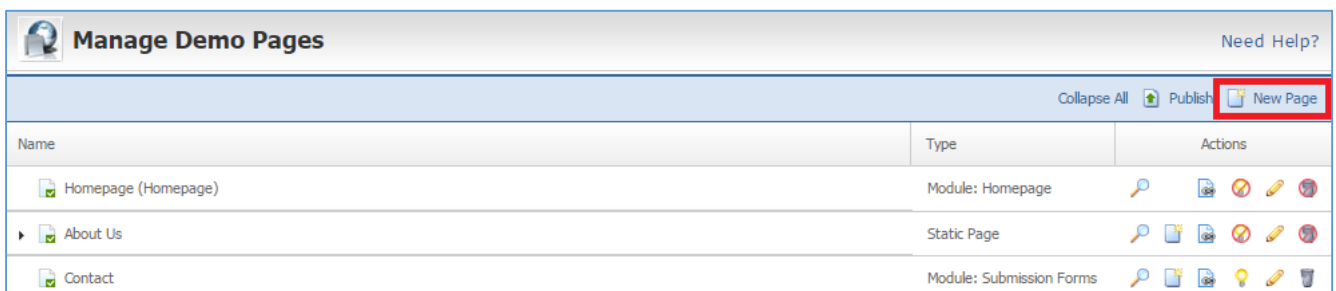 Manage Demo Pages Need Help?
Collapse All Publish New Page
Name Type Actions
Homepage (Homepage) Module: Homepage
About Us Static Page
Contact Module: Submission Forms